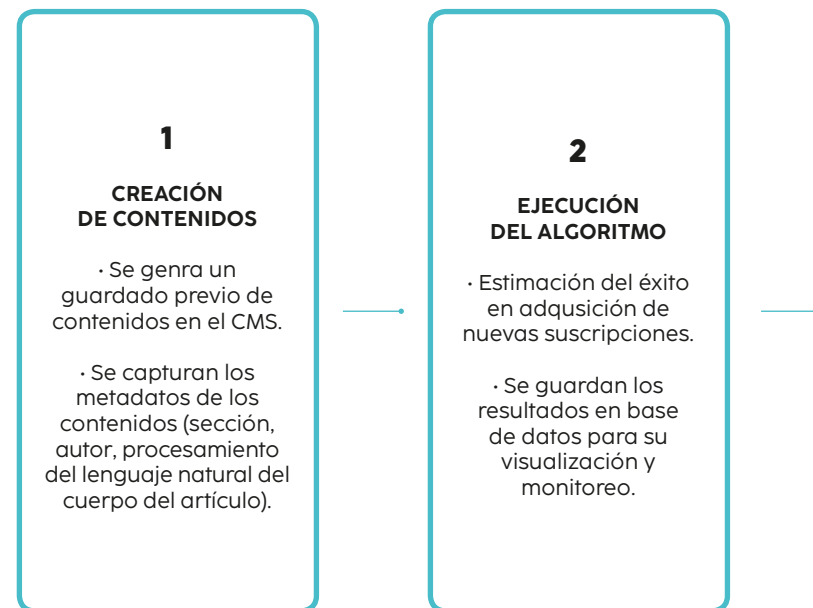 1
CREACIÓN
DE CONTENIDOS
· Se genra un
guardado previo de
contenidos en el CMS.
· Se capturan los
metadatos de los
contenidos (sección,
autor, procesamiento
del lenguaje natural del
cuerpo del artículo).
2
EJECUCIÓN
DEL ALGORITMO
· Estimación del éxito
en adqusición de
nuevas suscripciones.
· Se guardan los
resultados en base
de datos para su
visualización y
monitoreo.